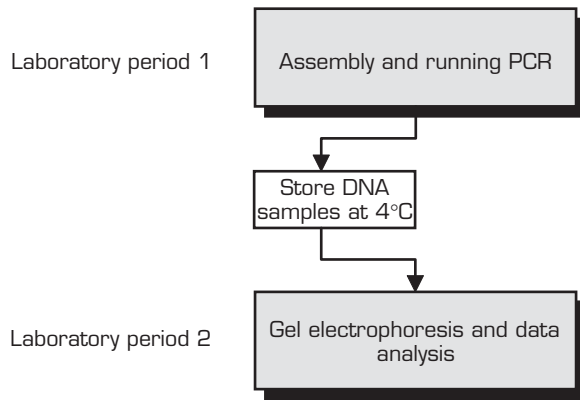 Laboratory period 1
Assembly and running PCR
Store DNA
samples at 4°C
Laboratory period 2
Gel electrophoresis and data
analysis